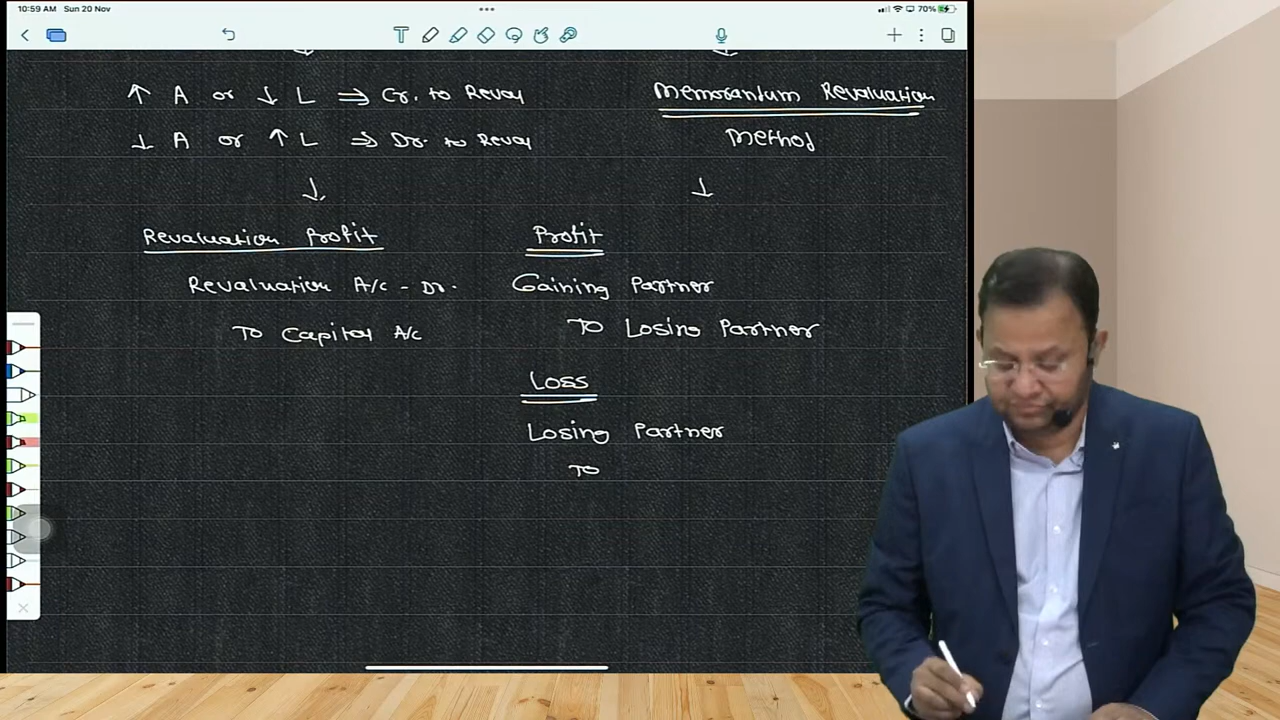 10:59 AM Sun 20 Nov
70%
↑ A or ↓ L ⇒ Cr. to Reval
↓ A or ↑ L ⇒ Dr. to Reval
↓
Revaluation Profit
Revaluation A/c - Dr.
To Capital A/c
Memorandum Revaluation
Method
↓
Profit
Gaining Partner
To Losing Partner
Loss
Losing Partner
To